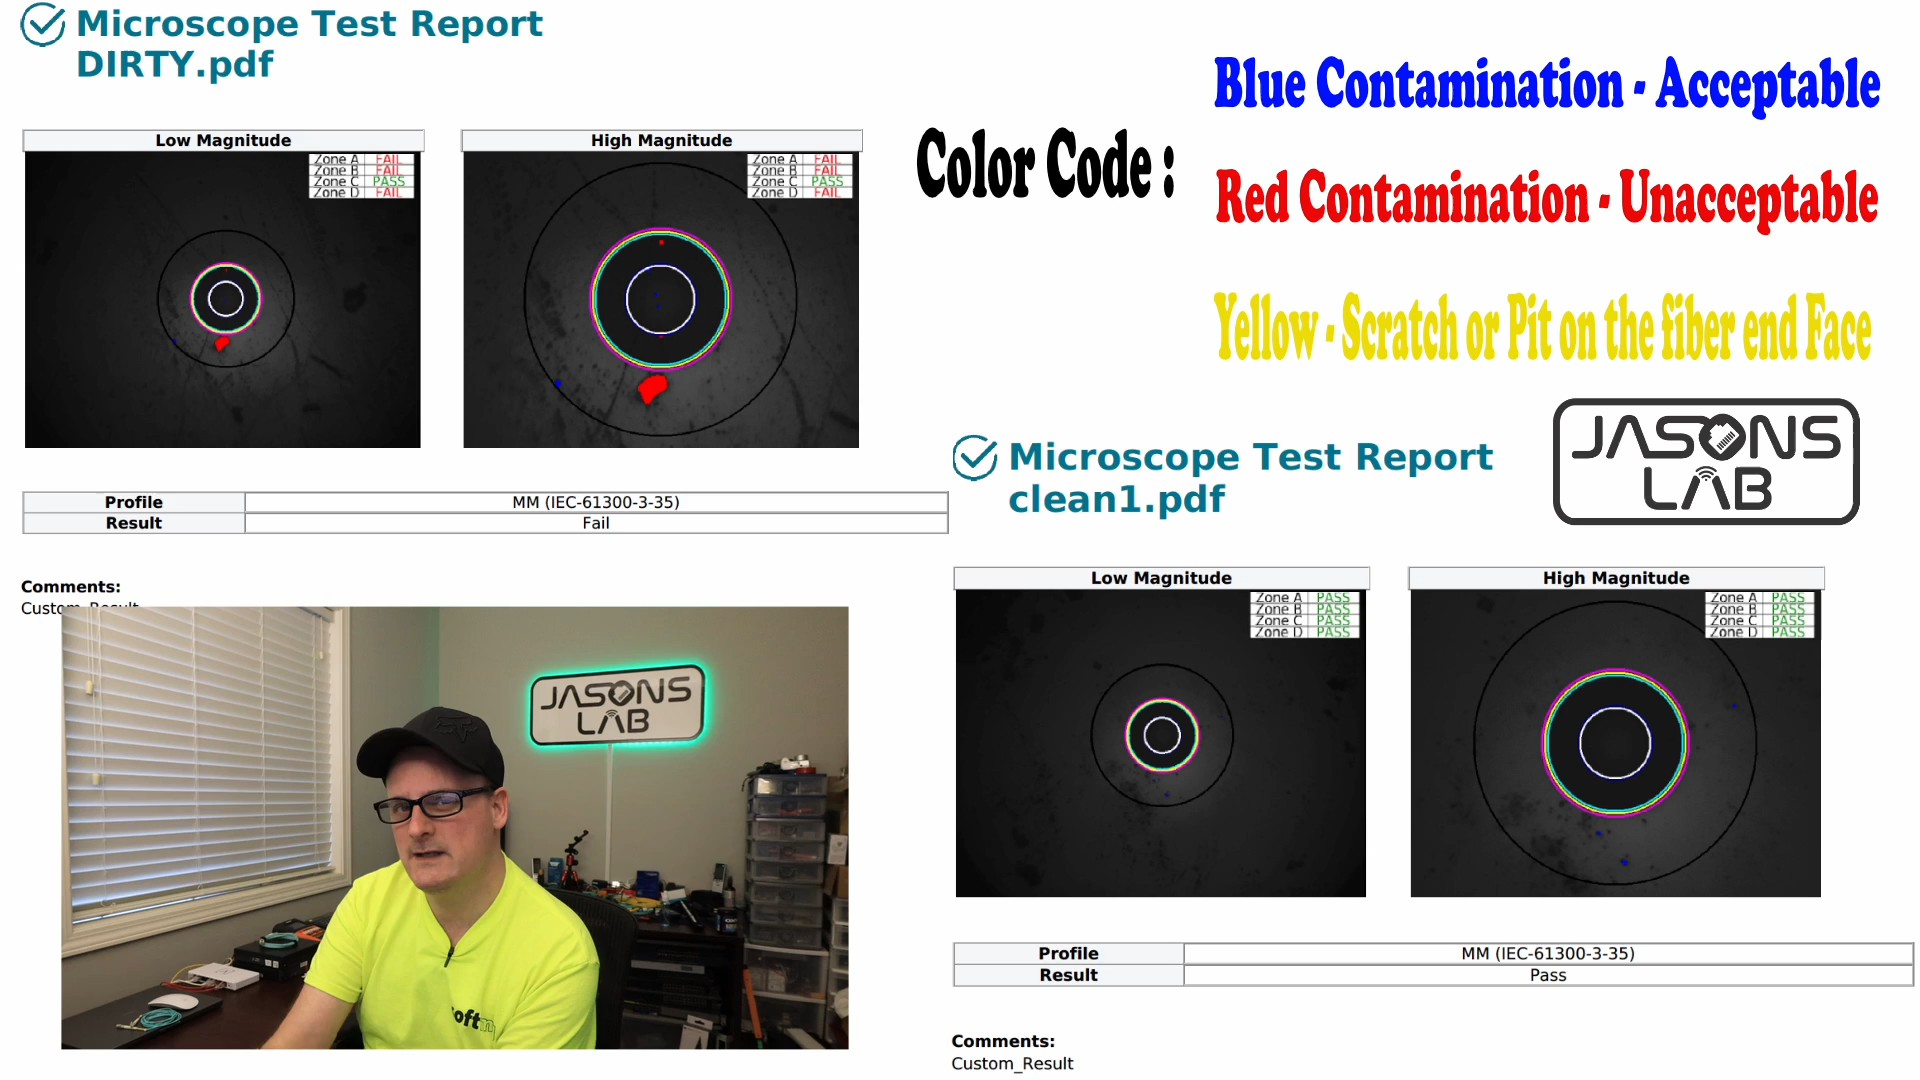 Microscope Test Report
DIRTY.pdf
Low Magnitude
Zone A FAIL
Zone B FAIL
Zone C PASS
Zone D FAIL
High Magnitude
Zone A FAIL
Zone B FAIL
Zone C PASS
Zone D FAIL
Profile MM (IEC-61300-3-35)
Result Fail
Comments:
Custom_Result
Color Code :
Blue Contamination - Acceptable
Red Contamination - Unacceptable
Yellow - Scratch or Pit on the fiber end Face
JASONS
LAB
Microscope Test Report
clean1.pdf
Low Magnitude
Zone A PASS
Zone B PASS
Zone C PASS
Zone D PASS
High Magnitude
Zone A PASS
Zone B PASS
Zone C PASS
Zone D PASS
Profile MM (IEC-61300-3-35)
Result Pass
Comments:
Custom_Result
JASONS
LAB